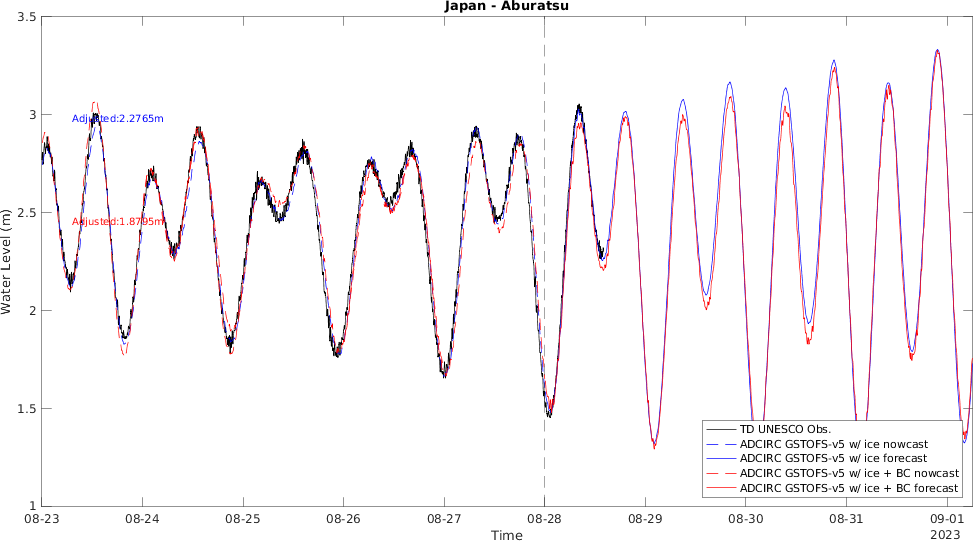 Japan - Aburatsu
3.5
3
2.5
2
1.5
1
Water Level (m)
Adjusted:2.2765m
Adjusted:1.8795m
TD UNESCO Obs.
ADCIRC GSTOFS-v5 w/ ice nowcast
ADCIRC GSTOFS-v5 w/ ice forecast
ADCIRC GSTOFS-v5 w/ ice + BC nowcast
ADCIRC GSTOFS-v5 w/ ice + BC forecast
08-23 08-24 08-25 08-26 08-27 08-28 08-29 08-30 08-31 09-01
2023
Time